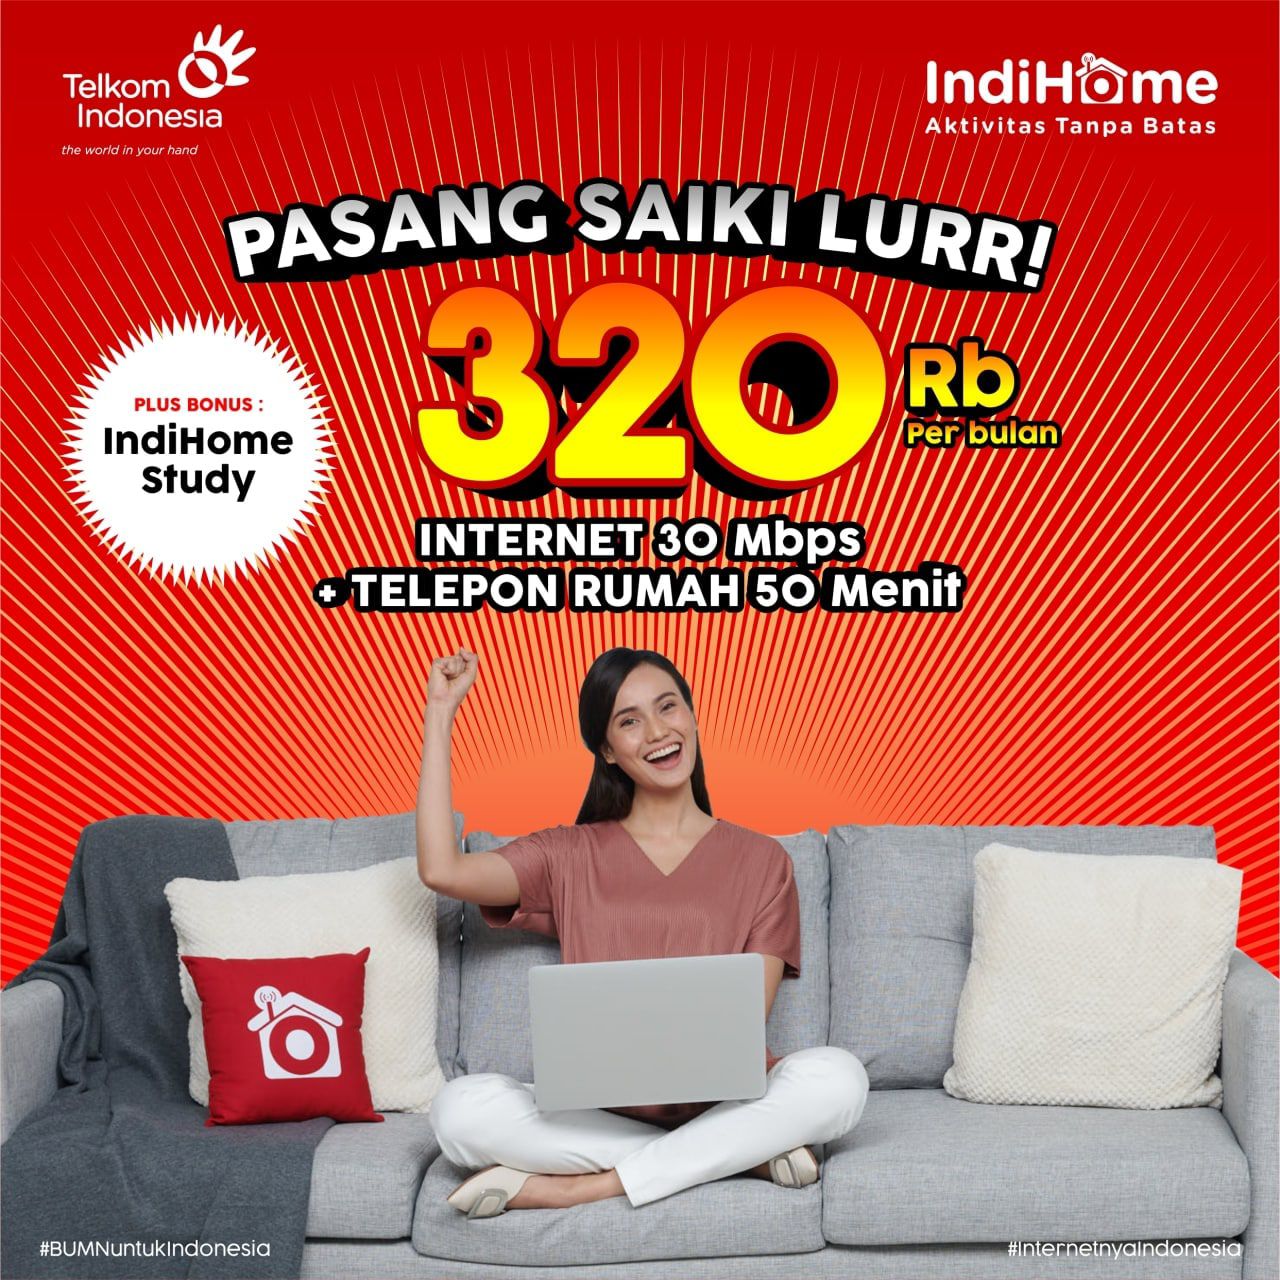 Telkom
Indonesia
the world in your hand
IndiHome
Aktivitas Tanpa Batas
PASANG SAIKI LURR!
320 Rb
Per bulan
PLUS BONUS :
IndiHome
Study
INTERNET 30 Mbps
+ TELEPON RUMAH 50 Menit
#BUMNuntukIndonesia
#InternetnyaIndonesia